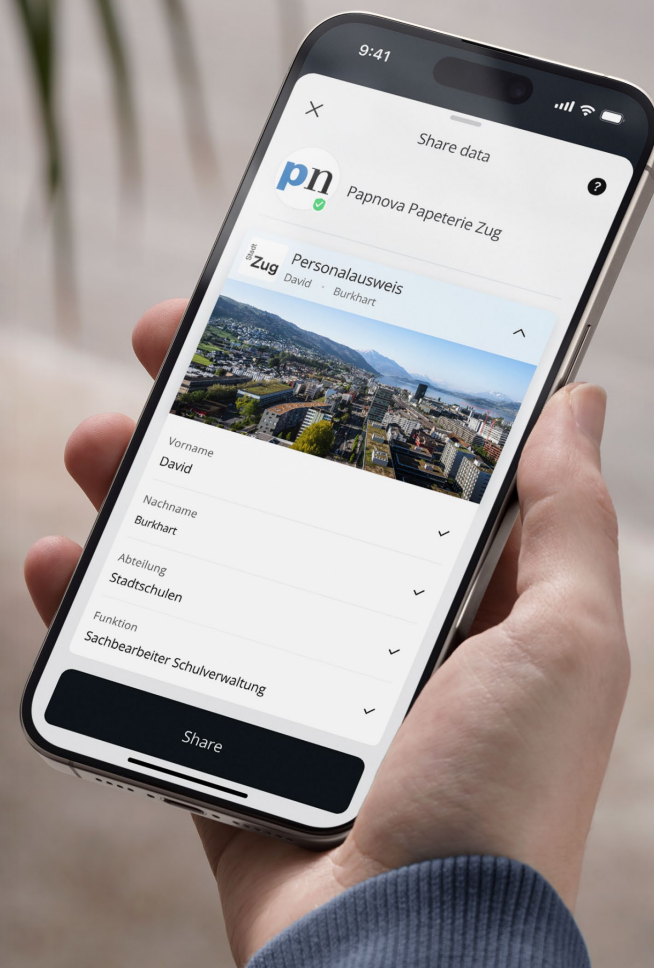 9:41
Share data
?
pn
Papnova Papeterie Zug
Stadt
Zug
Personalausweis
David · Burkhart
Vorname
David
Nachname
Burkhart
Abteilung
Stadtschulen
Funktion
Sachbearbeiter Schulverwaltung
Share